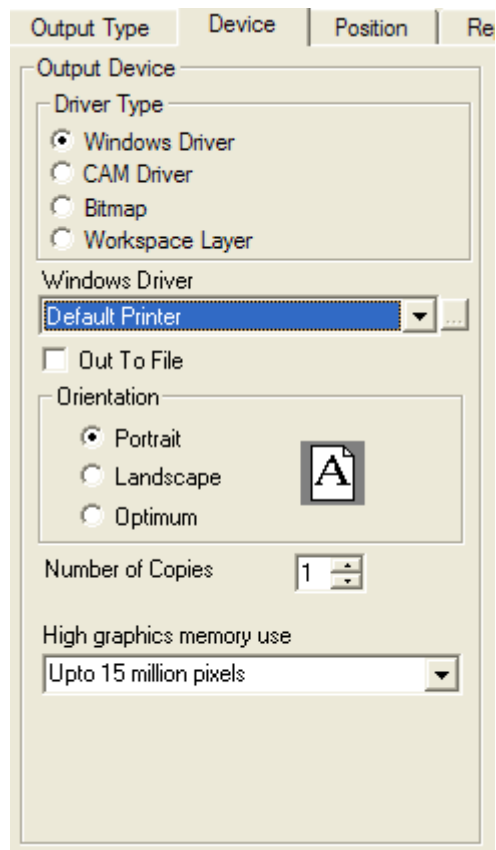 Output Type Device Position Re
Output Device
Driver Type
Windows Driver
CAM Driver
Bitmap
Workspace Layer
Windows Driver
Default Printer ...
Out To File
Orientation
Portrait
A
Landscape
Optimum
Number of Copies 1
High graphics memory use
Upto 15 million pixels